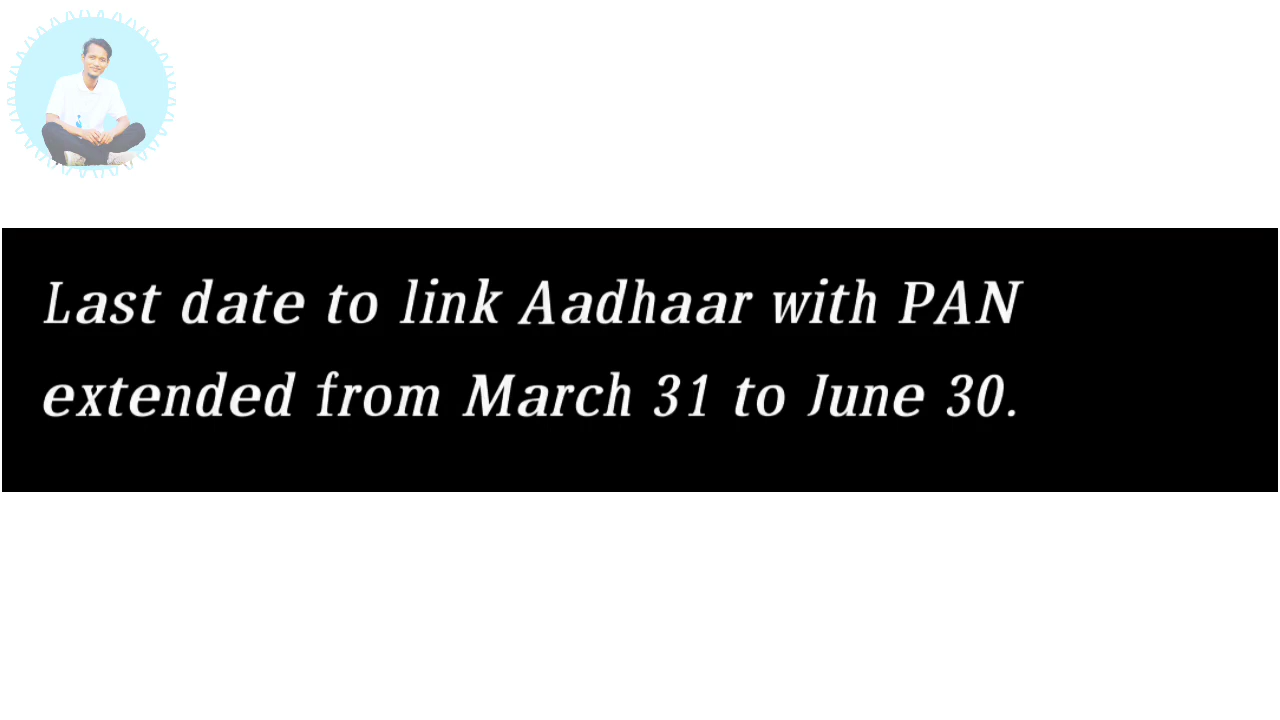 Last date to link Aadhaar with PAN
extended from March 31 to June 30.